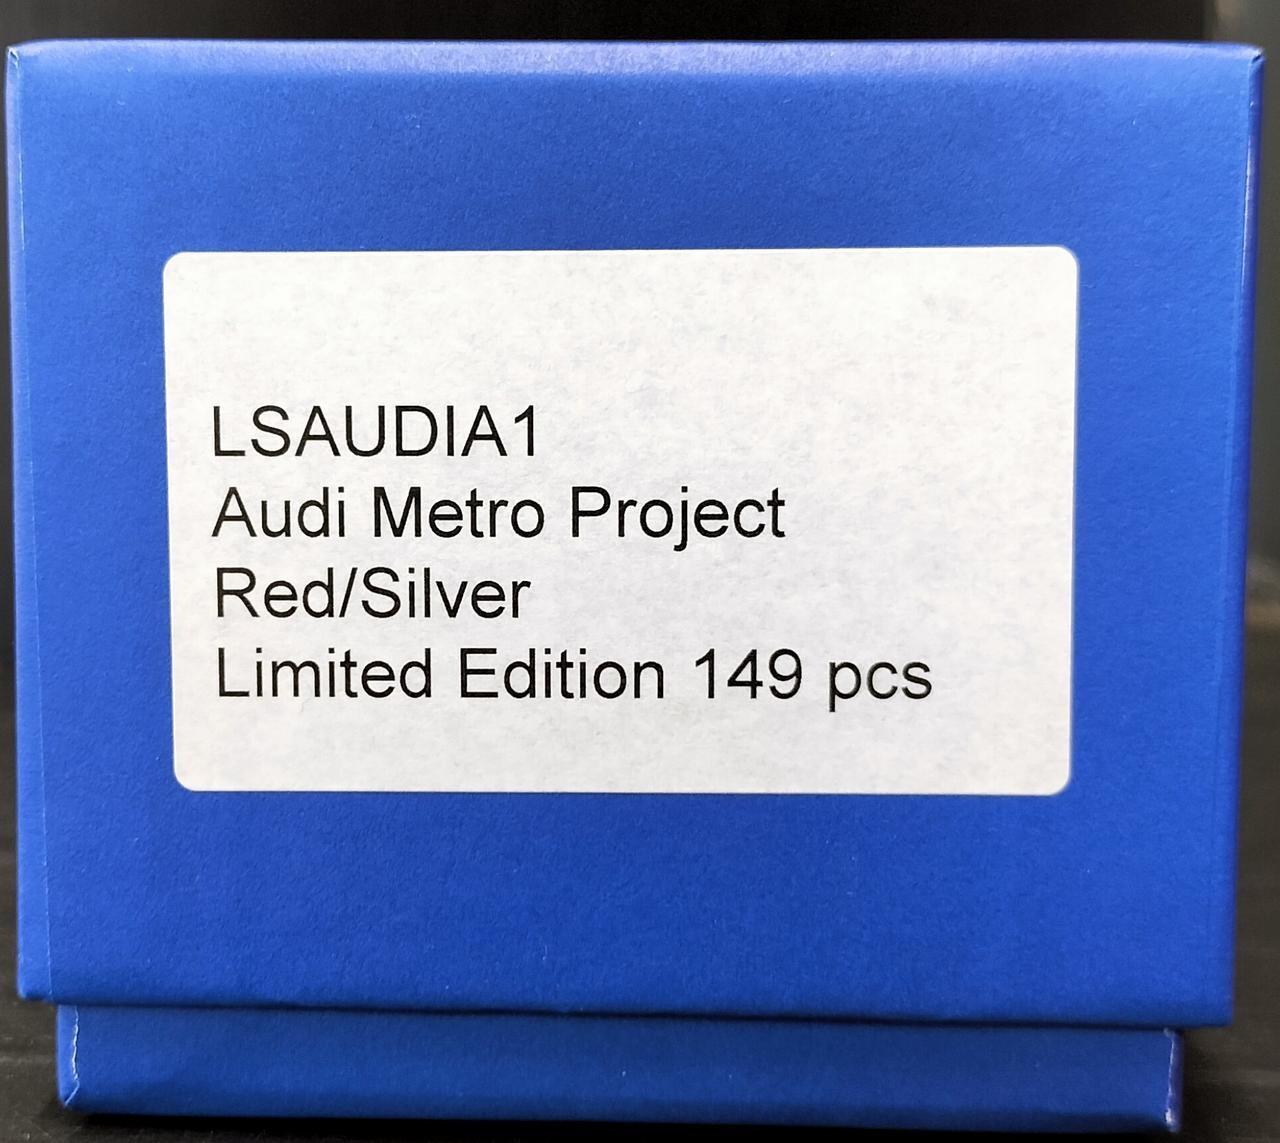 LSAUDIA1
Audi Metro Project
Red/Silver
Limited Edition 149 pcs